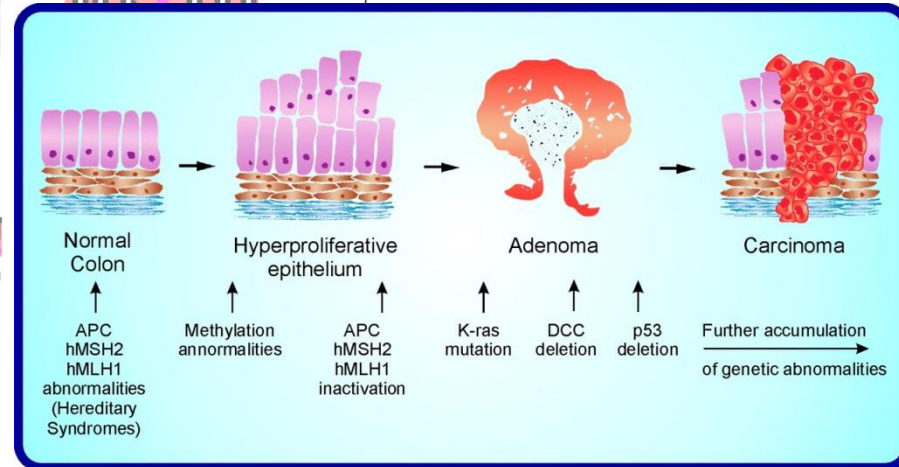 Normal
Colon
Hyperproliferative
epithelium
Adenoma
Carcinoma
APC
hMSH2
hMLH1
abnormalities
(Hereditary
Syndromes)
Methylation
annormalities
APC
hMSH2
hMLH1
inactivation
K-ras
mutation
DCC
deletion
p53
deletion
Further accumulation
of genetic abnormalities